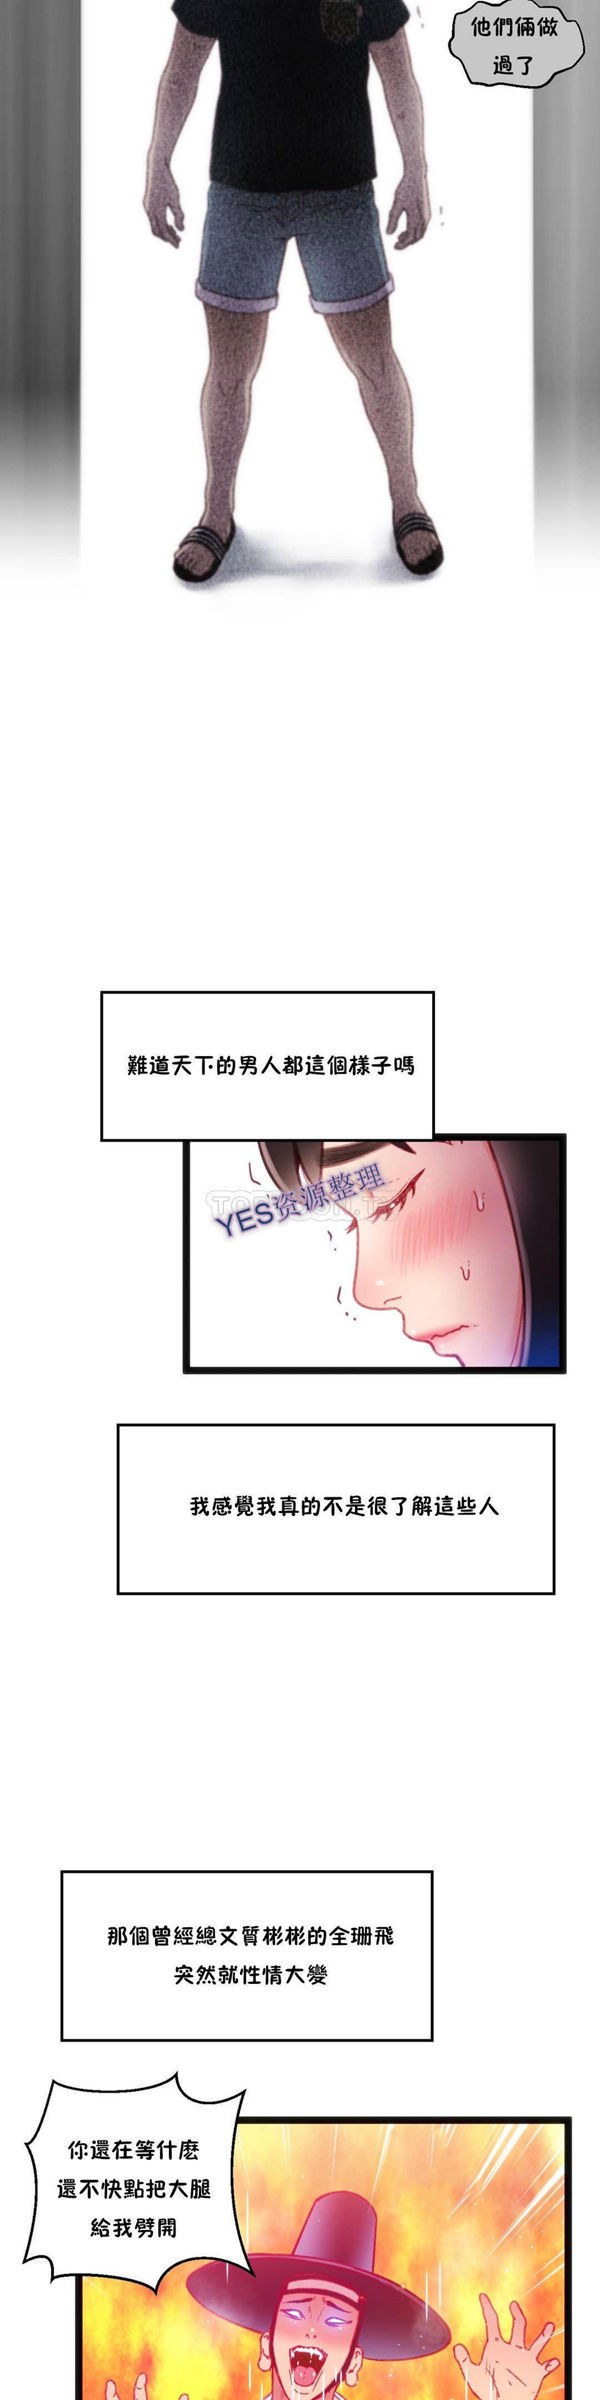 他們倆做
過了
難道天下的男人都這個樣子嗎
YES资源整理
我感覺我真的不是很了解這些人
那個曾經總文質彬彬的全珊飛
突然就性情大變
你還在等什麼
還不快點把大腿
給我劈開